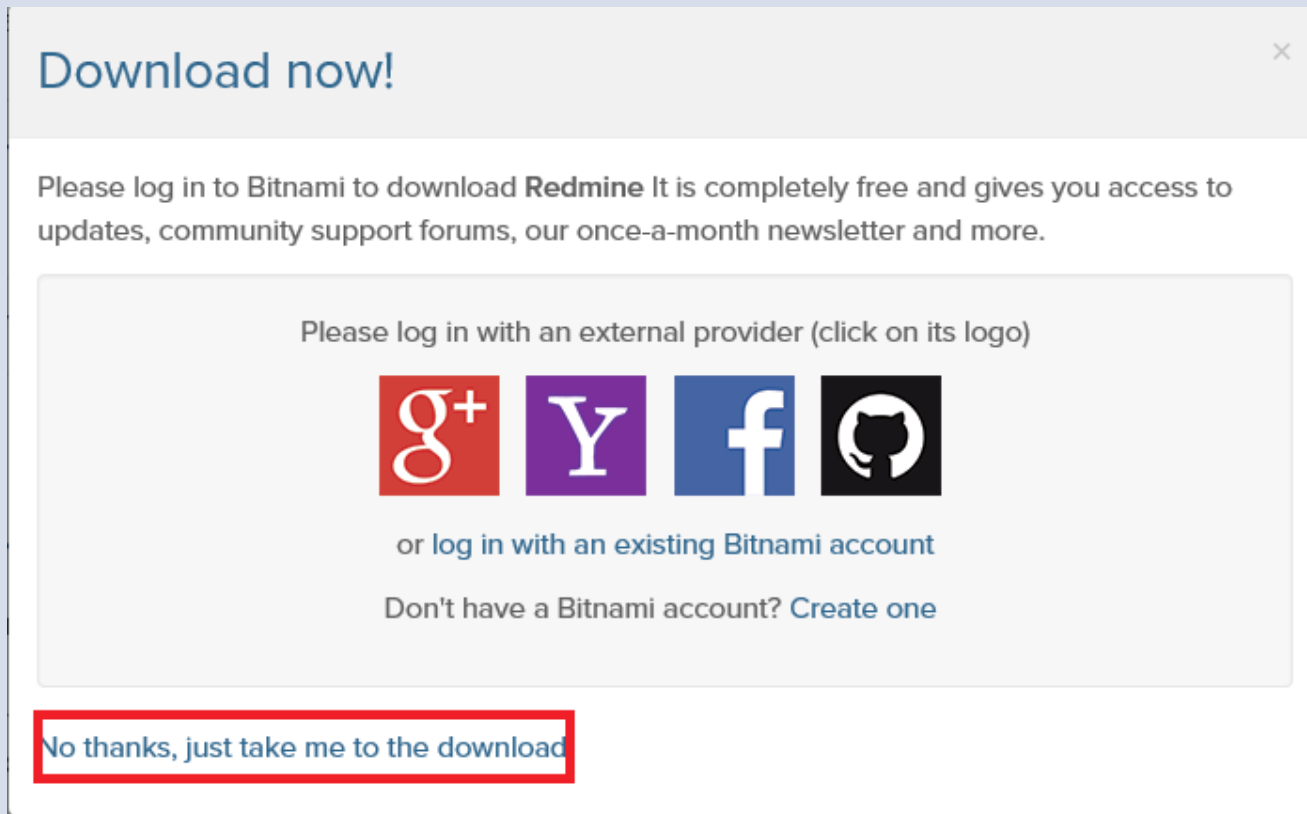 Download now!
×
Please log in to Bitnami to download Redmine It is completely free and gives you access to
updates, community support forums, our once-a-month newsletter and more.
Please log in with an external provider (click on its logo)
g+ Y f
or log in with an existing Bitnami account
Don't have a Bitnami account? Create one
No thanks, just take me to the download